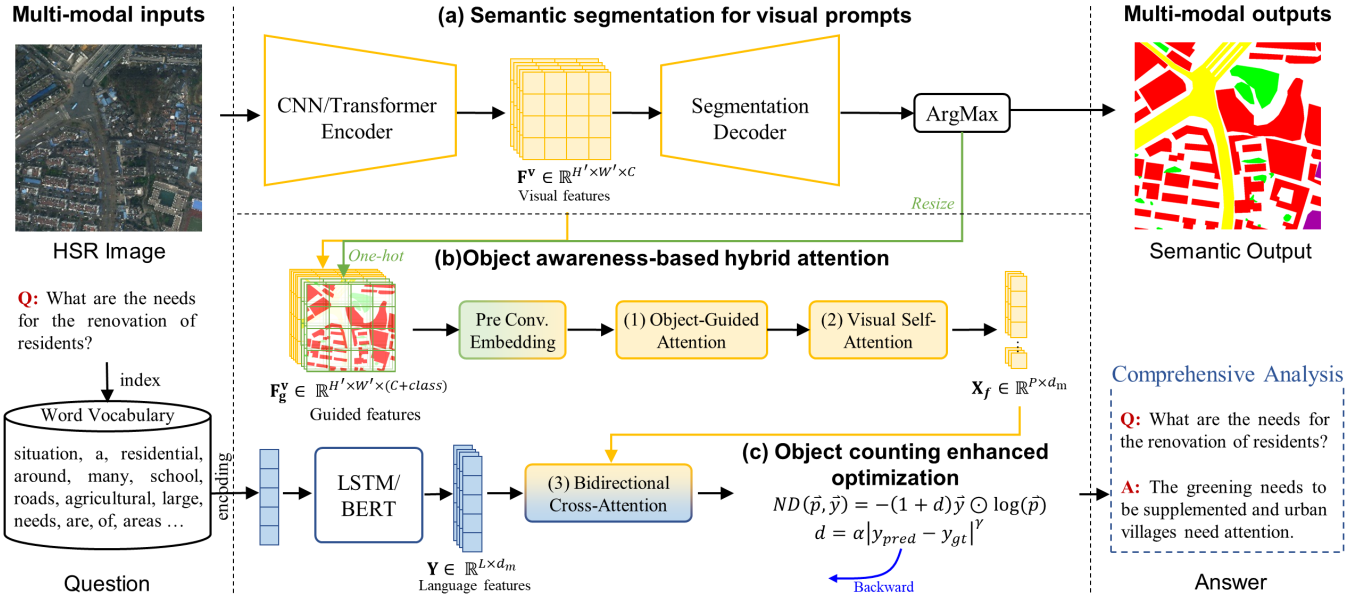 Multi-modal inputs
(a) Semantic segmentation for visual prompts
Multi-modal outputs
CNN/Transformer
Encoder
Segmentation
Decoder
ArgMax
F^v ∈ ℝ^{H′×W′×C}
Visual features
Resize
HSR Image
Semantic Output
One-hot
(b)Object awareness-based hybrid attention
Q: What are the needs
for the renovation of
residents?
Pre Conv.
Embedding
(1) Object-Guided
Attention
(2) Visual Self-
Attention
index
F_g^v ∈ ℝ^{H′×W′×(C+class)}
Guided features
X_f ∈ ℝ^{P×d_m}
Comprehensive Analysis
Word Vocabulary
situation, a, residential,
around, many, school,
roads, agricultural, large,
needs, are, of, areas ...
encoding
LSTM/
BERT
(3) Bidirectional
Cross-Attention
(c) Object counting enhanced
optimization
ND(p⃗, y⃗) = −(1 + d)y⃗ ⊙ log(p⃗)
d = α|y_{pred} − y_{gt}|^γ
Backward
Y ∈ ℝ^{L×d_m}
Language features
Q: What are the needs for
the renovation of residents?
A: The greening needs to
be supplemented and urban
villages need attention.
Question
Answer